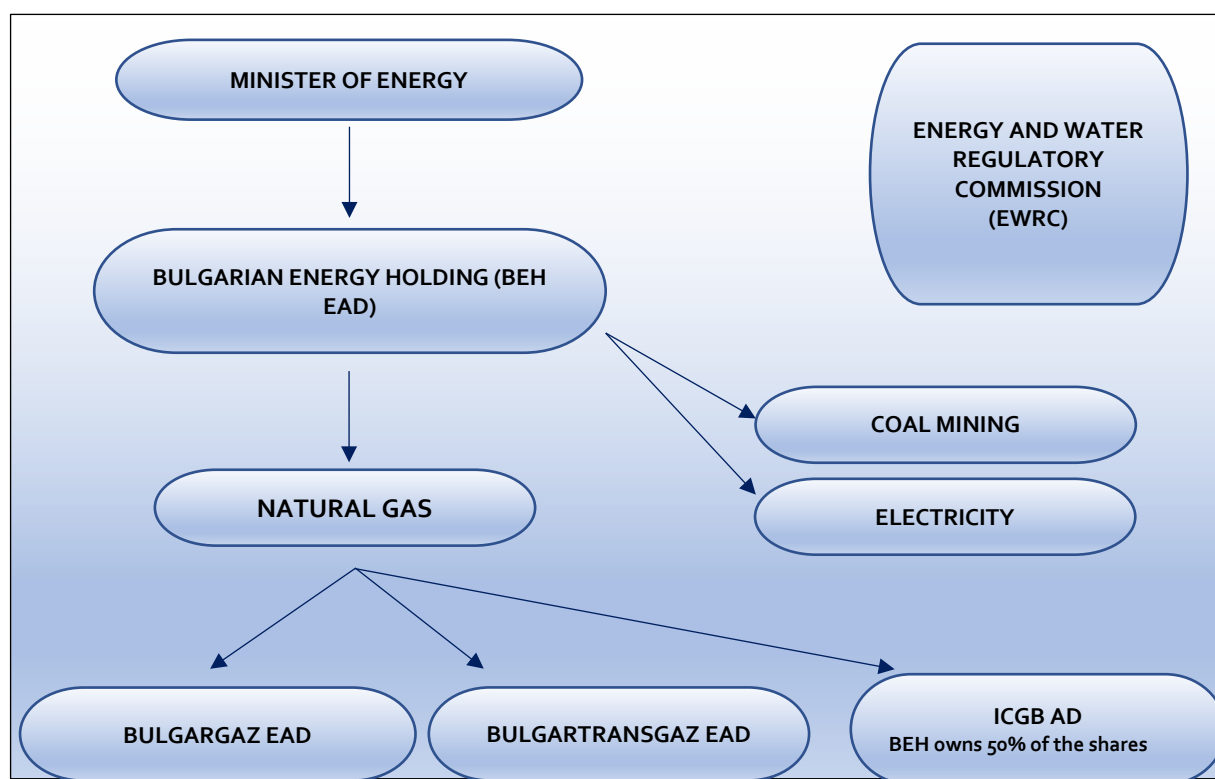 MINISTER OF ENERGY
ENERGY AND WATER
REGULATORY
COMMISSION
(EWRC)
BULGARIAN ENERGY HOLDING (BEH
EAD)
COAL MINING
NATURAL GAS
ELECTRICITY
BULGARGAZ EAD
BULGARTRANSGAZ EAD
ICGB AD
BEH owns 50% of the shares